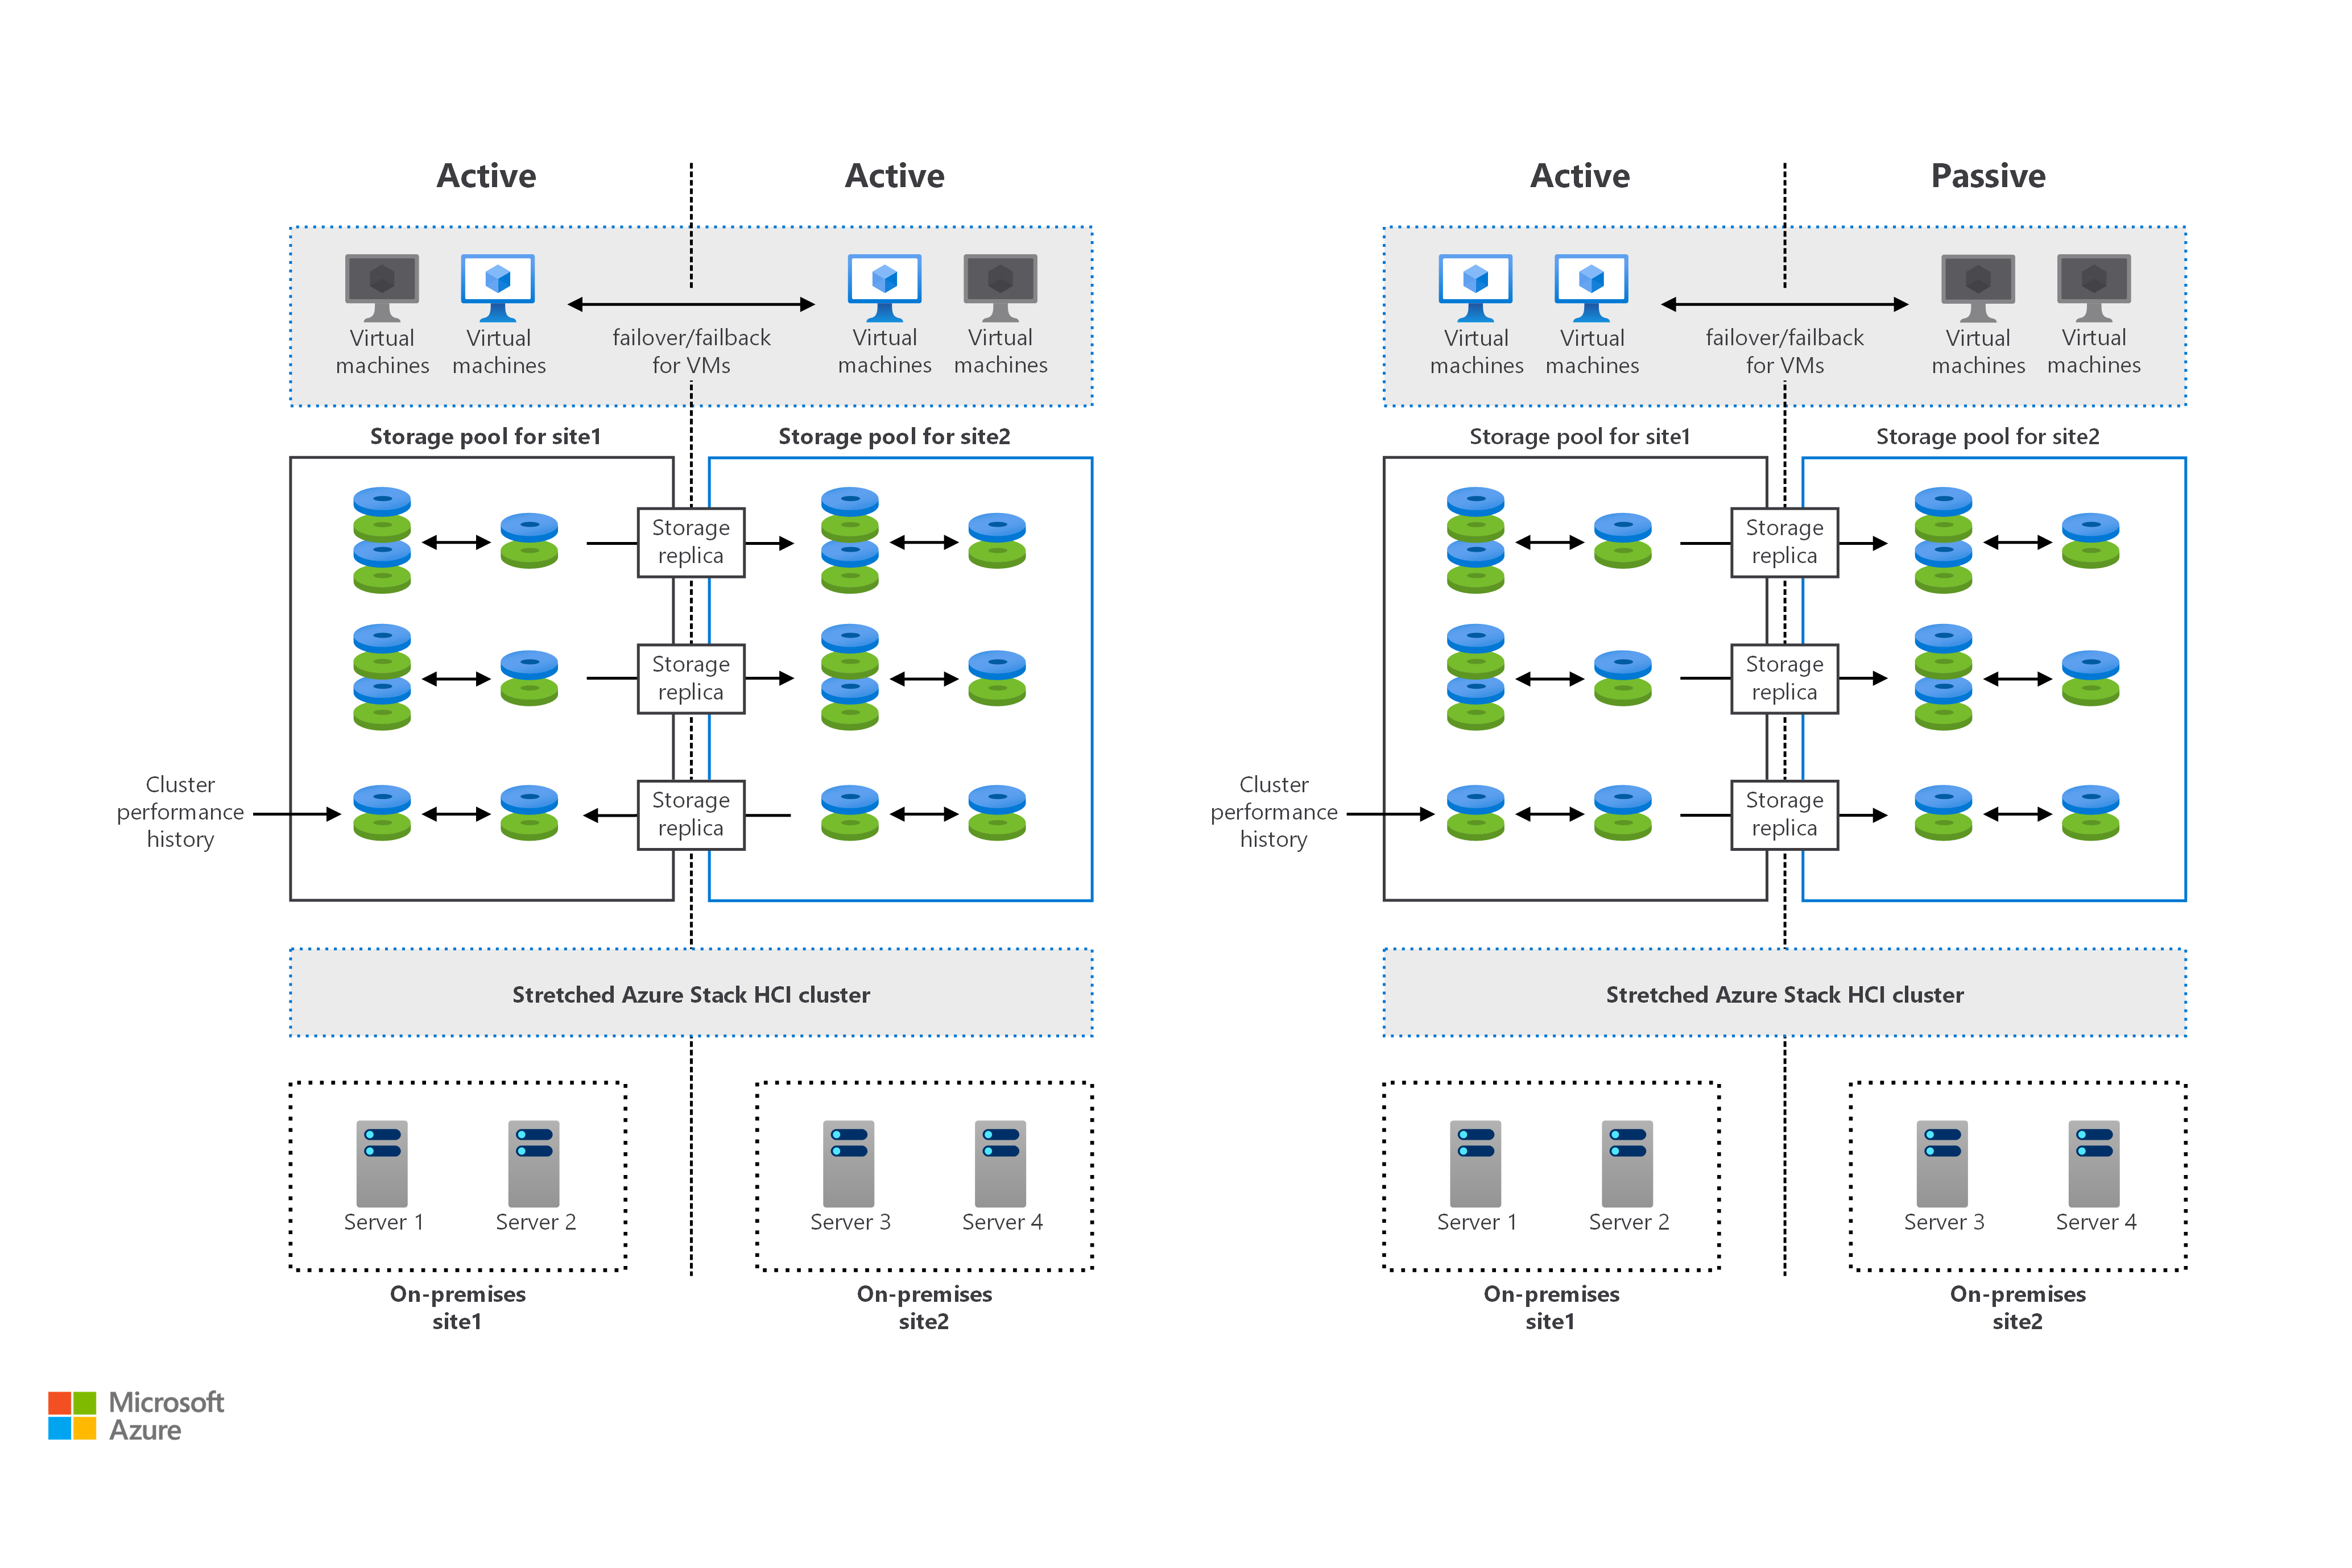 Active
Active
Virtual
machines
Virtual
machines
failover/failback
for VMs
Virtual
machines
Virtual
machines
Storage pool for site1
Storage pool for site2
Storage
replica
Storage
replica
Cluster
performance
history
Storage
replica
Stretched Azure Stack HCI cluster
Server 1
Server 2
Server 3
Server 4
On-premises
site1
On-premises
site2
Active
Passive
Virtual
machines
Virtual
machines
failover/failback
for VMs
Virtual
machines
Virtual
machines
Storage pool for site1
Storage pool for site2
Storage
replica
Storage
replica
Cluster
performance
history
Storage
replica
Stretched Azure Stack HCI cluster
Server 1
Server 2
Server 3
Server 4
On-premises
site1
On-premises
site2
Microsoft
Azure